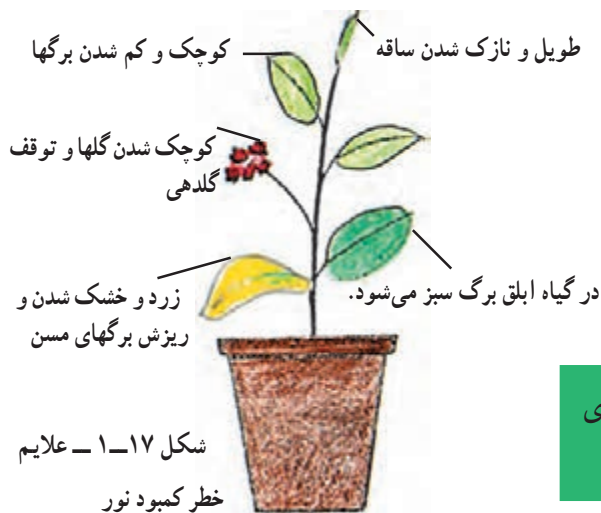 طویل و نازک شدن ساقه
کوچک و کم شدن برگها
کوچک شدن گلها و توقف
گلدهی
در گیاه ابلق برگ سبز می‌شود.
زرد و خشک شدن و
ریزش برگهای مسن
شکل ۱۷ــ۱ ــ علایم
خطر کمبود نور